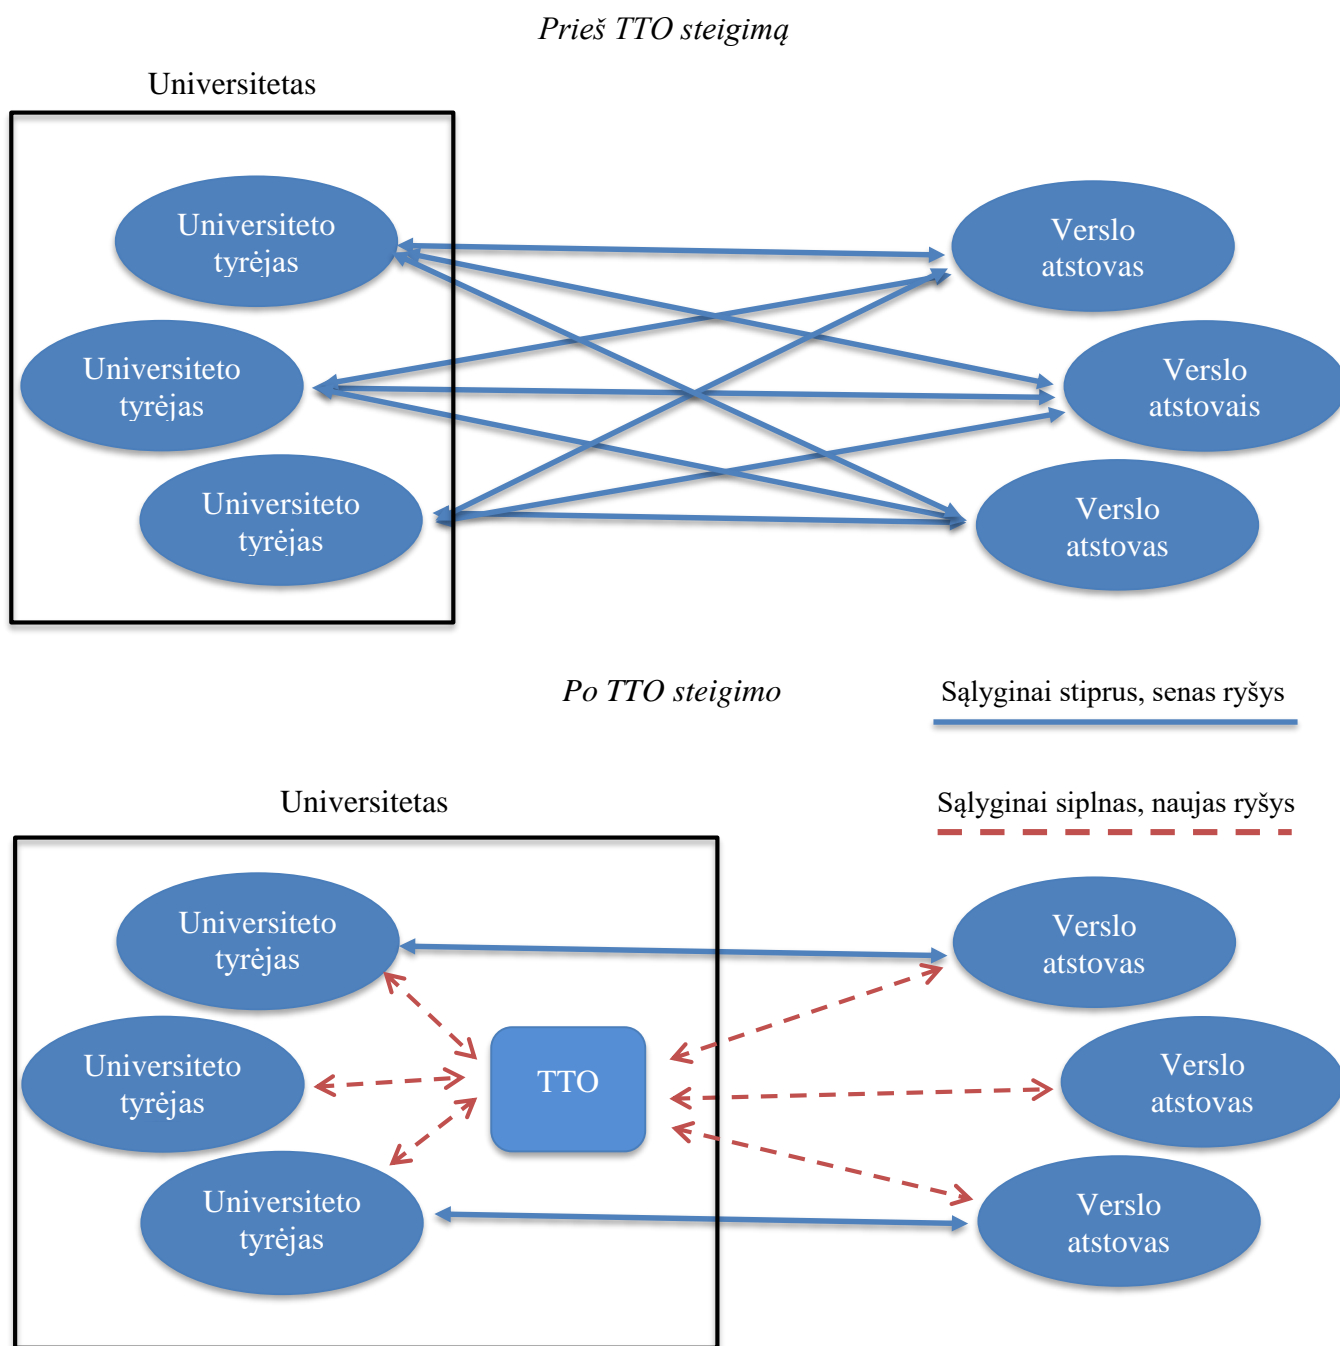 Prieš TTO steigimą
Universitetas
Universiteto
tyrėjas
Verslo
atstovas
Universiteto
tyrėjas
Verslo
atstovais
Universiteto
tyrėjas
Verslo
atstovas
Po TTO steigimo
Sąlyginai stiprus, senas ryšys
Universitetas
Sąlyginai siplnas, naujas ryšys
Universiteto
tyrėjas
Verslo
atstovas
Universiteto
tyrėjas
TTO
Verslo
atstovas
Universiteto
tyrėjas
Verslo
atstovas